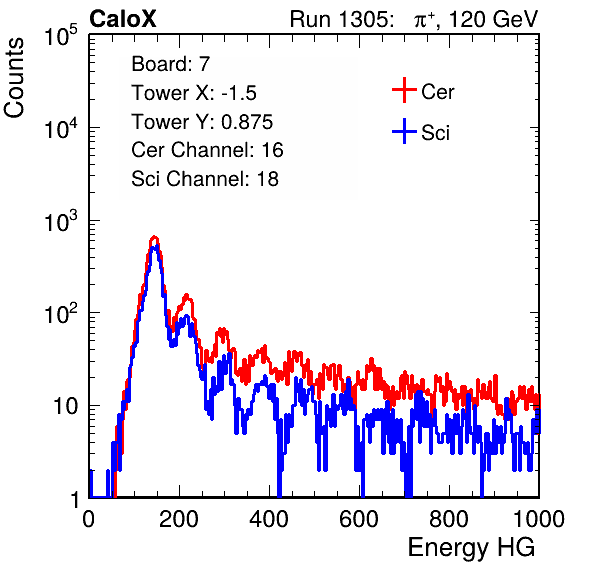 CaloX Run 1305: π⁺, 120 GeV
Board: 7
Tower X: -1.5
Tower Y: 0.875
Cer Channel: 16
Sci Channel: 18
Cer
Sci
Counts
10⁵
10⁴
10³
10²
10
1
0 200 400 600 800 1000
Energy HG